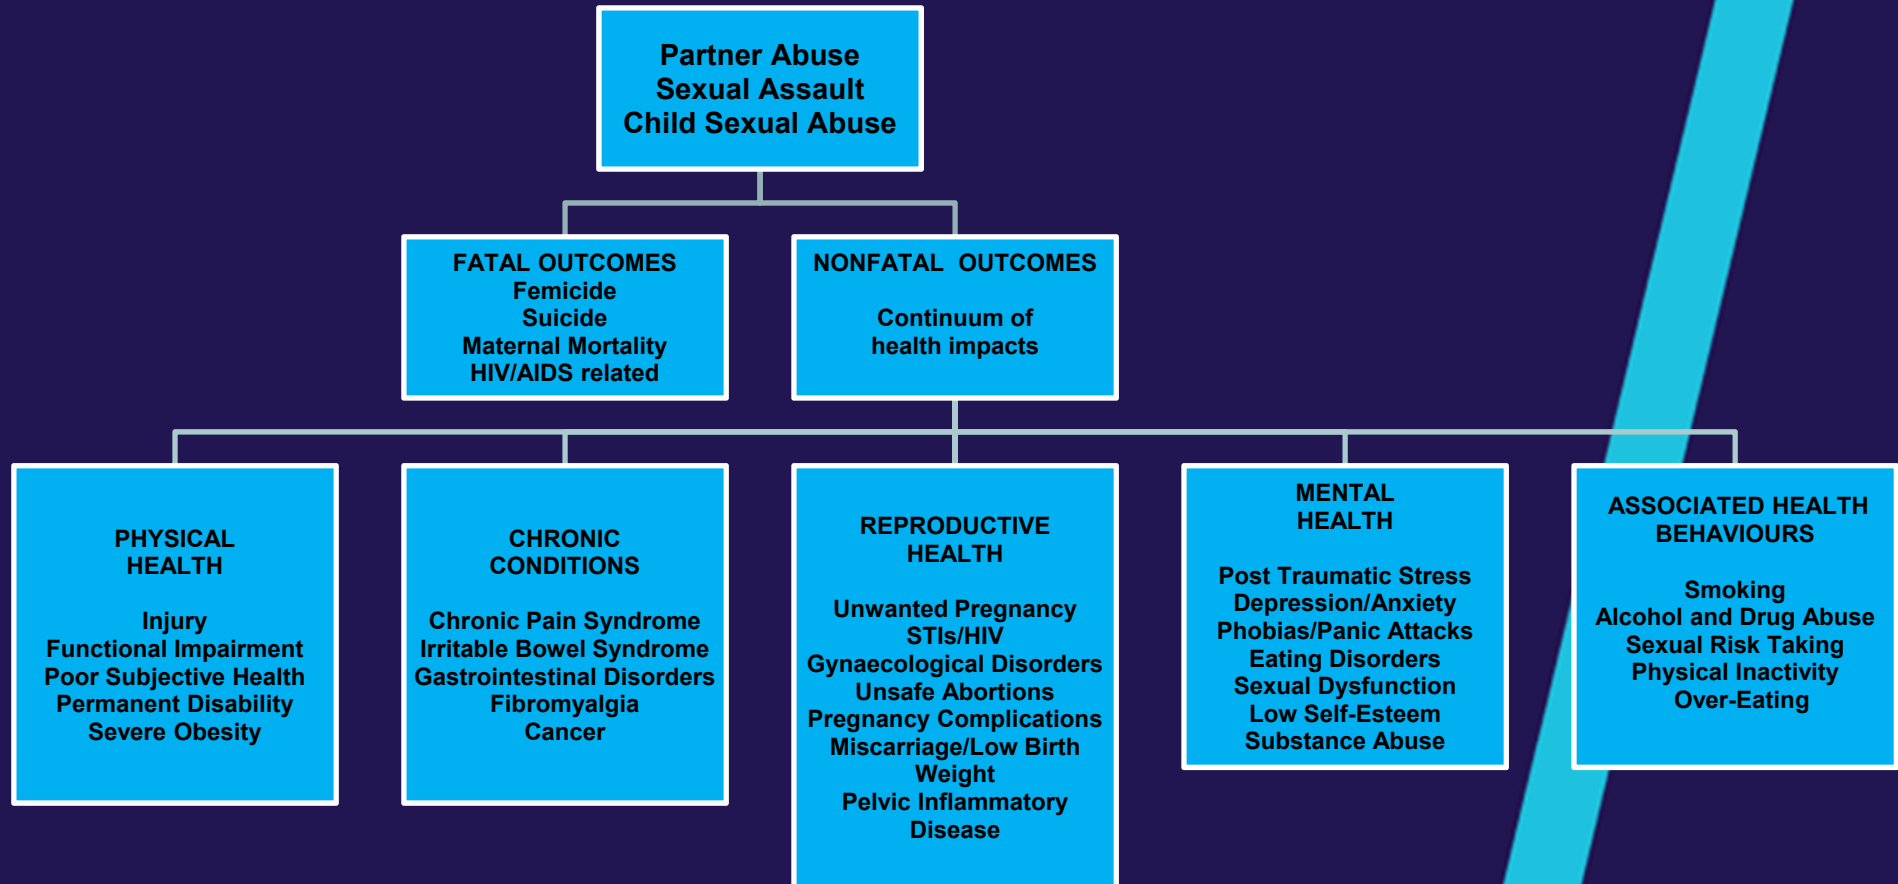 Partner Abuse
Sexual Assault
Child Sexual Abuse
FATAL OUTCOMES
Femicide
Suicide
Maternal Mortality
HIV/AIDS related
NONFATAL  OUTCOMES
Continuum of
health impacts
PHYSICAL
HEALTH
Injury
Functional Impairment
Poor Subjective Health
Permanent Disability
Severe Obesity
CHRONIC
CONDITIONS
Chronic Pain Syndrome
Irritable Bowel Syndrome
Gastrointestinal Disorders
Fibromyalgia
Cancer
REPRODUCTIVE
HEALTH
Unwanted Pregnancy
STIs/HIV
Gynaecological Disorders
Unsafe Abortions
Pregnancy Complications
Miscarriage/Low Birth
Weight
Pelvic Inflammatory
Disease
MENTAL
HEALTH
Post Traumatic Stress
Depression/Anxiety
Phobias/Panic Attacks
Eating Disorders
Sexual Dysfunction
Low Self-Esteem
Substance Abuse
ASSOCIATED HEALTH
BEHAVIOURS
Smoking
Alcohol and Drug Abuse
Sexual Risk Taking
Physical Inactivity
Over-Eating